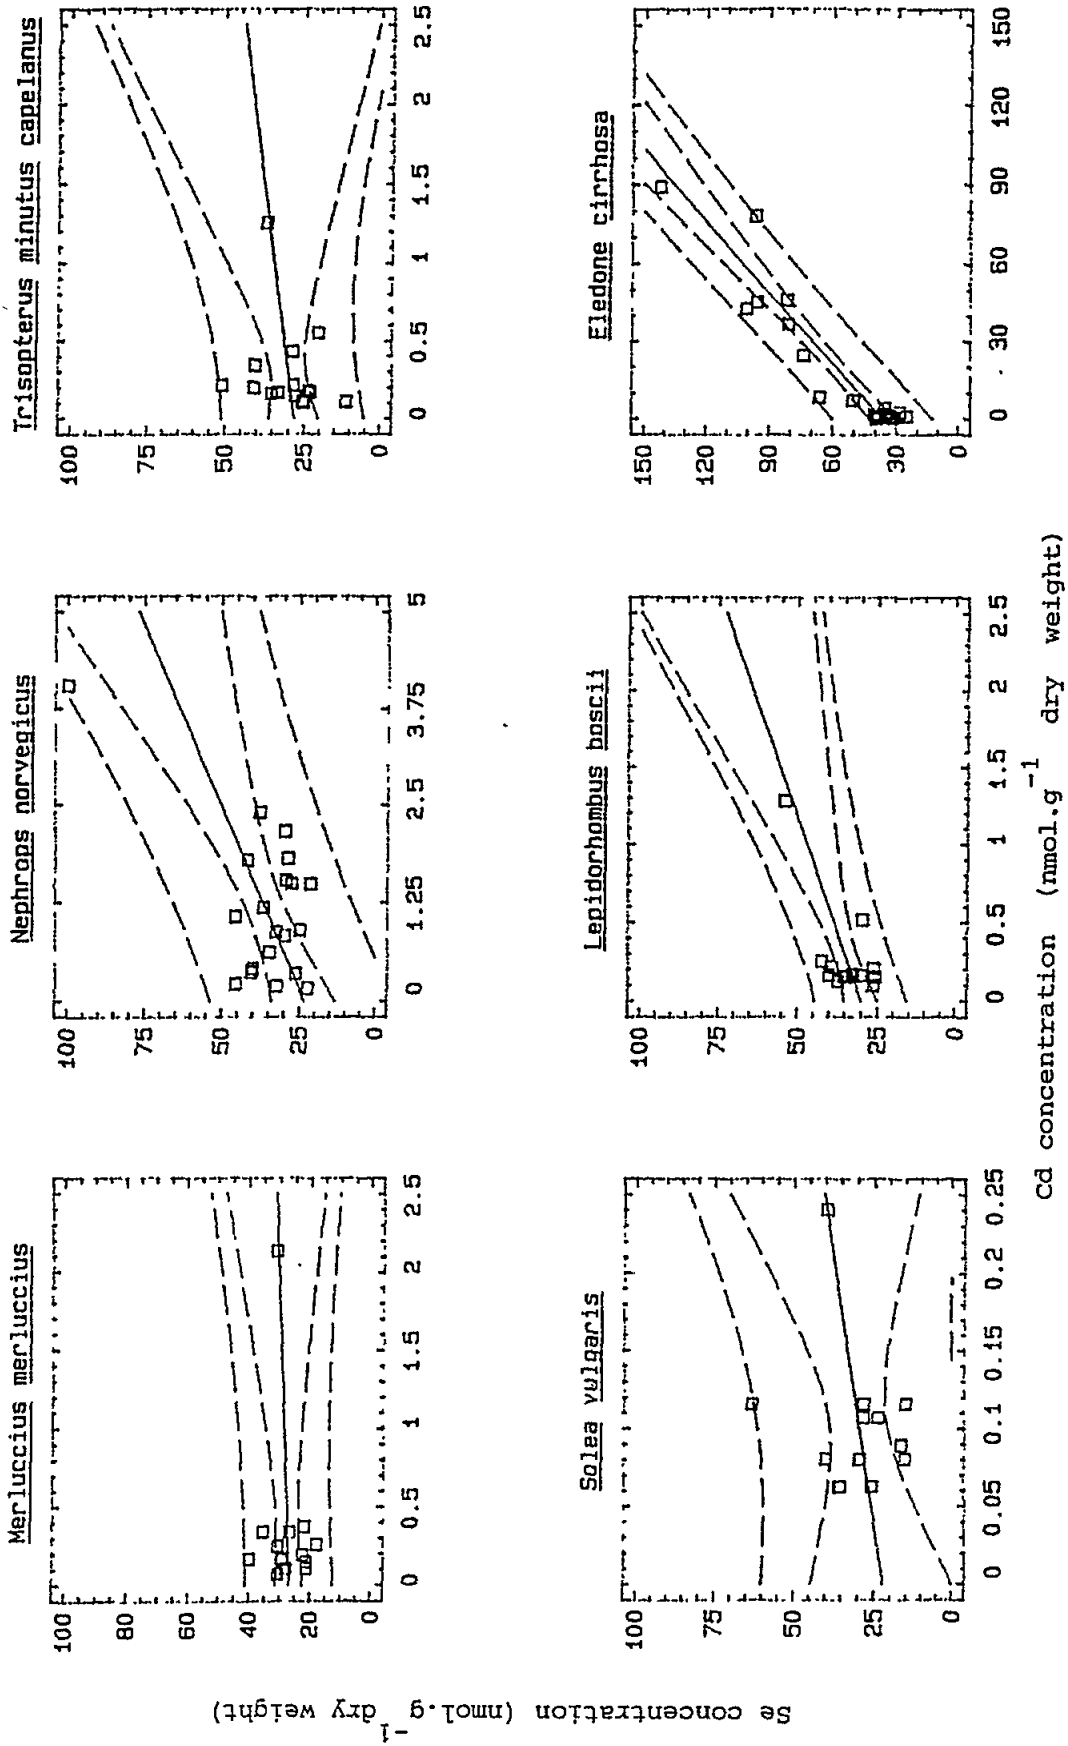 Merluccius merluccius
100
80
60
40
20
0
0 0.5 1 1.5 2 2.5
Nephrops norvegicus
100
75
50
25
0
0 1.25 2.5 3.75 5
Trisopterus minutus capelanus
100
75
50
25
0
0 0.5 1 1.5 2 2.5
Solea vulgaris
100
75
50
25
0
0 0.05 0.1 0.15 0.2 0.25
Lepidorhombus boscii
100
75
50
25
0
0 0.5 1 1.5 2 2.5
Eledone cirrhosa
150
120
90
60
30
0
0 30 60 90 120 150
Se concentration (nmol.g⁻¹ dry weight)
Cd concentration (nmol.g⁻¹ dry weight)